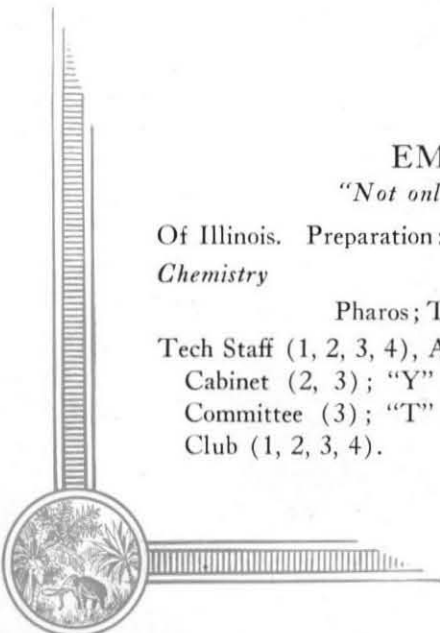 EM
"Not onl
Of Illinois. Preparation:
Chemistry
Pharos; T
Tech Staff (1, 2, 3, 4), A
Cabinet (2, 3); "Y"
Committee (3); "T"
Club (1, 2, 3, 4).